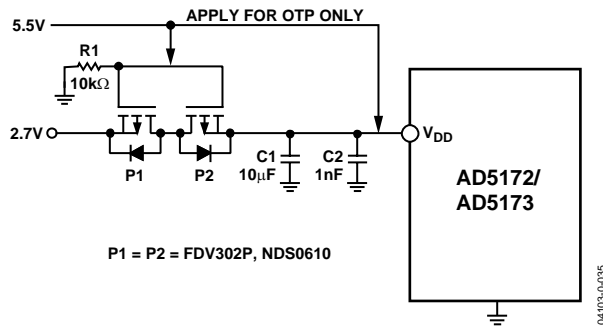 APPLY FOR OTP ONLY
5.5V
R1
10kΩ
2.7V
P1
P2
C1
10µF
C2
1nF
VDD
AD5172/
AD5173
P1 = P2 = FDV302P, NDS0610
04103-0-035